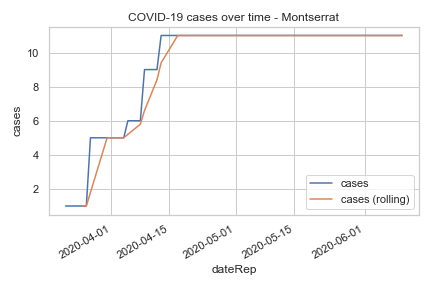 COVID-19 cases over time - Montserrat
cases
10
8
6
4
2
cases
cases (rolling)
2020-04-01
2020-04-15
2020-05-01
2020-05-15
2020-06-01
dateRep